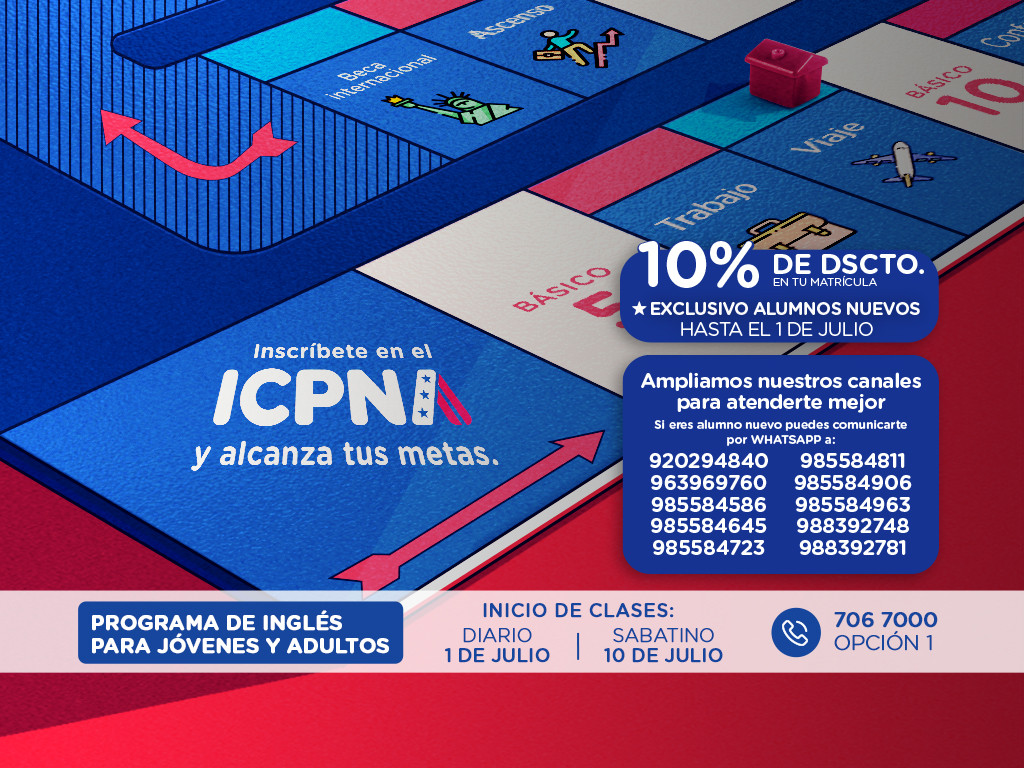 Ascenso
Beca
internacional
BÁSICO
10
Viaje
Trabajo
BÁSICO
5
10% DE DSCTO.
EN TU MATRÍCULA
★ EXCLUSIVO ALUMNOS NUEVOS
HASTA EL 1 DE JULIO
Inscríbete en el
ICPNA
y alcanza tus metas.
Ampliamos nuestros canales
para atenderte mejor
Si eres alumno nuevo puedes comunicarte
por WHATSAPP a:
920294840 985584811
963969760 985584906
985584586 985584963
985584645 988392748
985584723 988392781
PROGRAMA DE INGLÉS
PARA JÓVENES Y ADULTOS
INICIO DE CLASES:
DIARIO | SABATINO
1 DE JULIO | 10 DE JULIO
706 7000
OPCIÓN 1